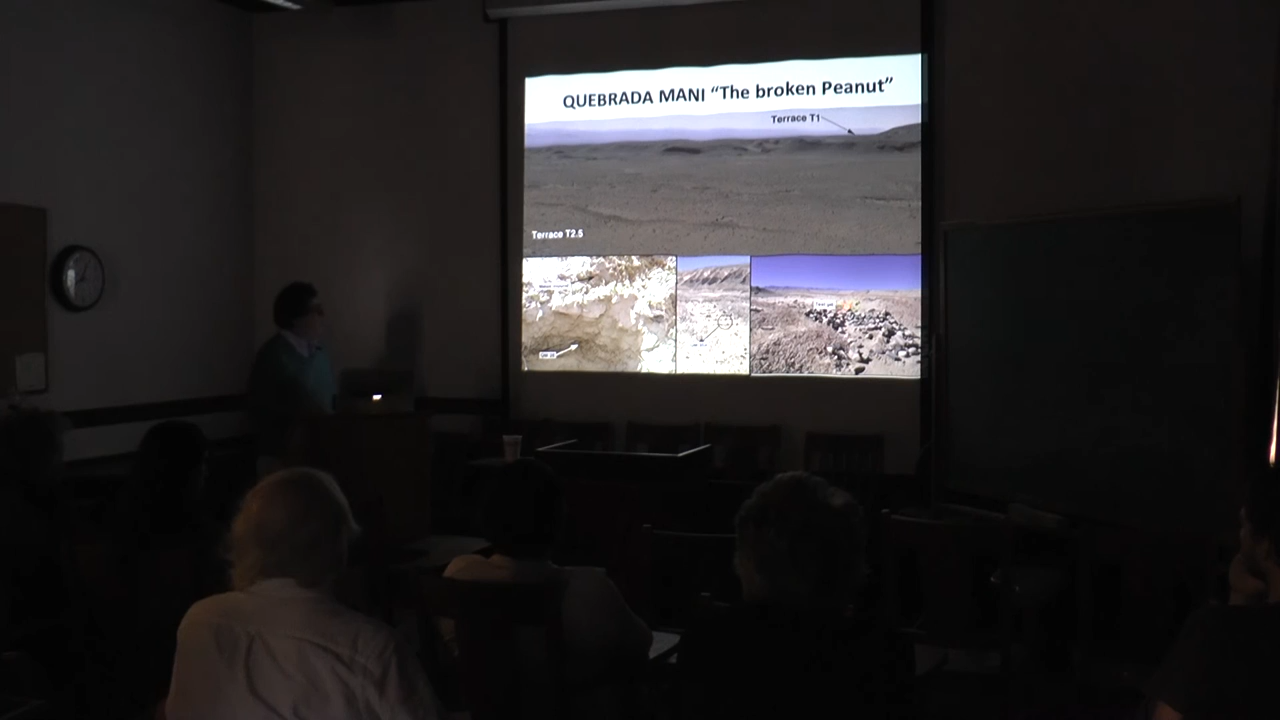 QUEBRADA MANI “The broken Peanut”
Terrace T1
Terrace T2.5